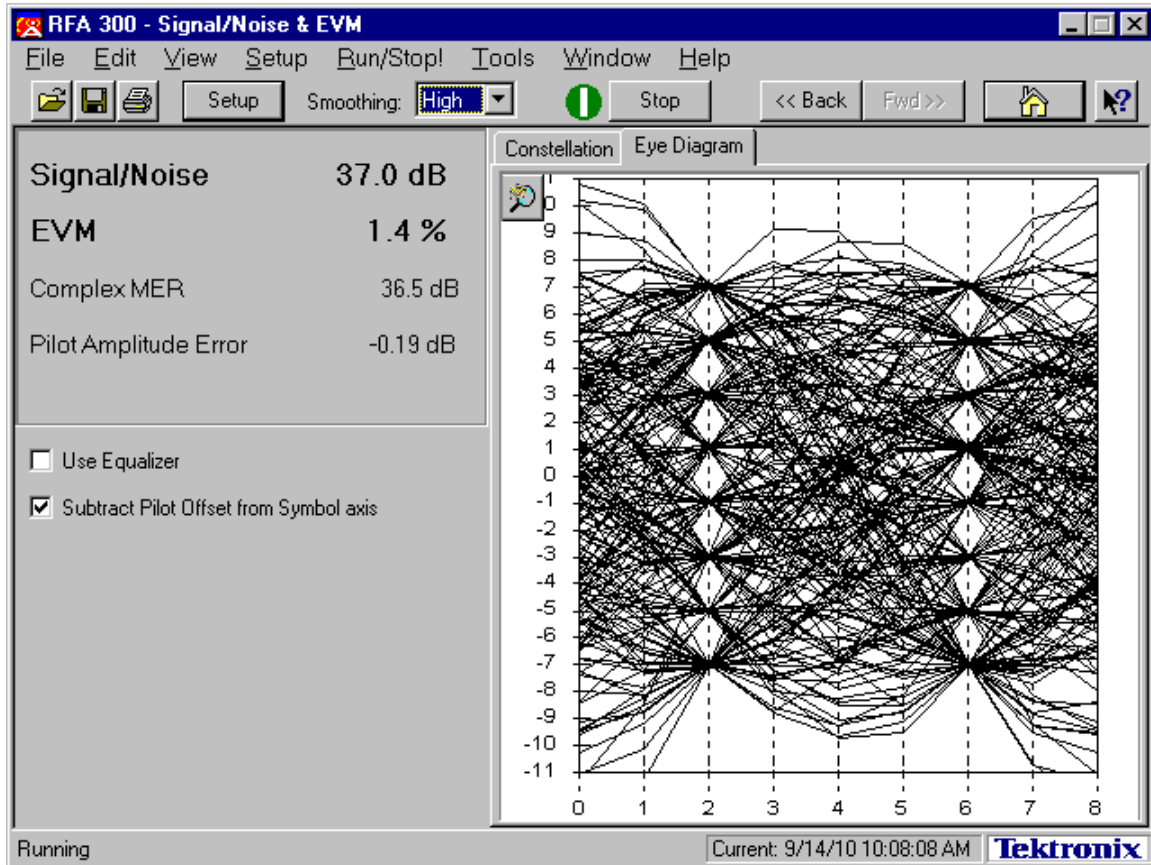 RFA 300 - Signal/Noise & EVM
File Edit View Setup Run/Stop! Tools Window Help
Setup Smoothing: High Stop << Back Fwd >>
Signal/Noise 37.0 dB
EVM 1.4 %
Complex MER 36.5 dB
Pilot Amplitude Error -0.19 dB
Use Equalizer
Subtract Pilot Offset from Symbol axis
Constellation Eye Diagram
1
0
9
8
7
6
5
4
3
2
1
0
-1
-2
-3
-4
-5
-6
-7
-8
-9
-10
-11
0 1 2 3 4 5 6 7 8
Running Current: 9/14/10 10:08:08 AM Tektronix